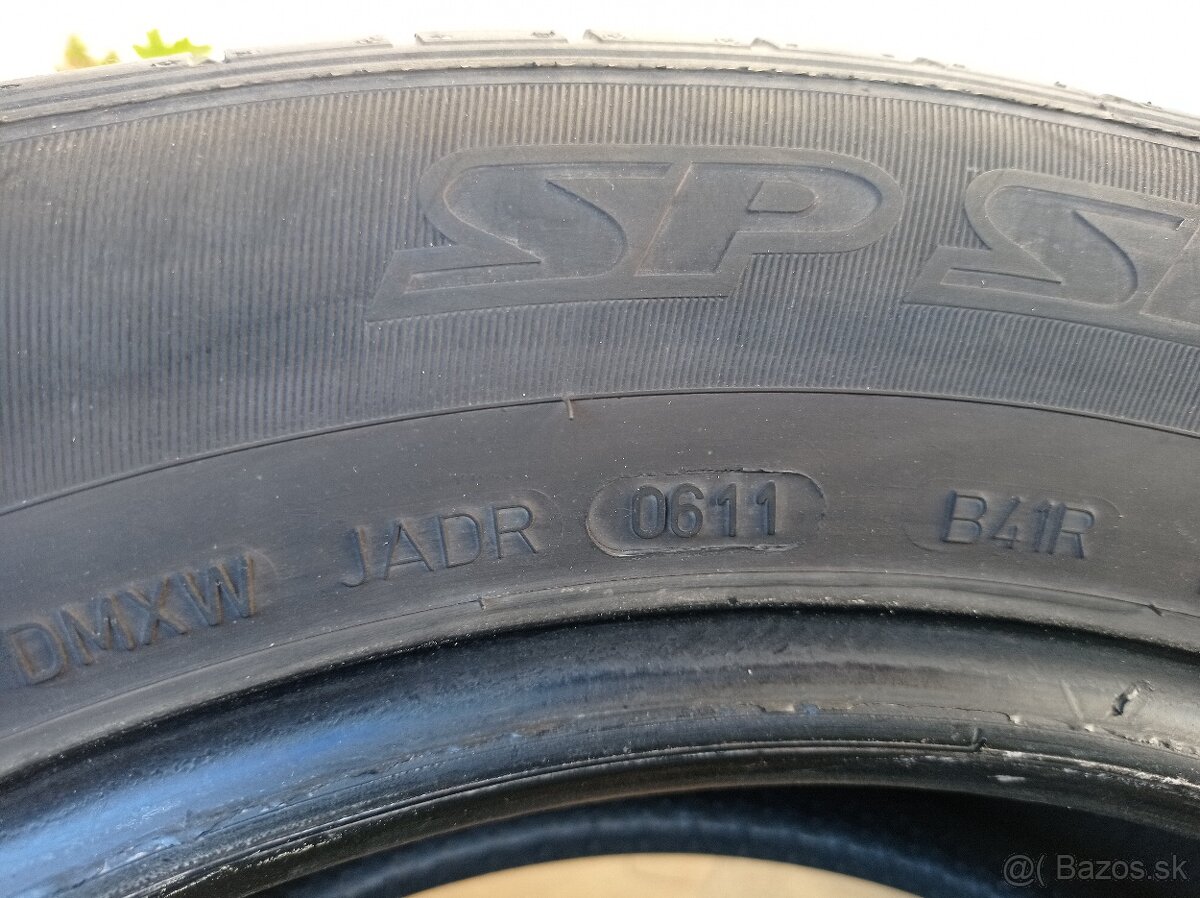 SP
DMXW JADR 0611 B41R
@( Bazos.sk